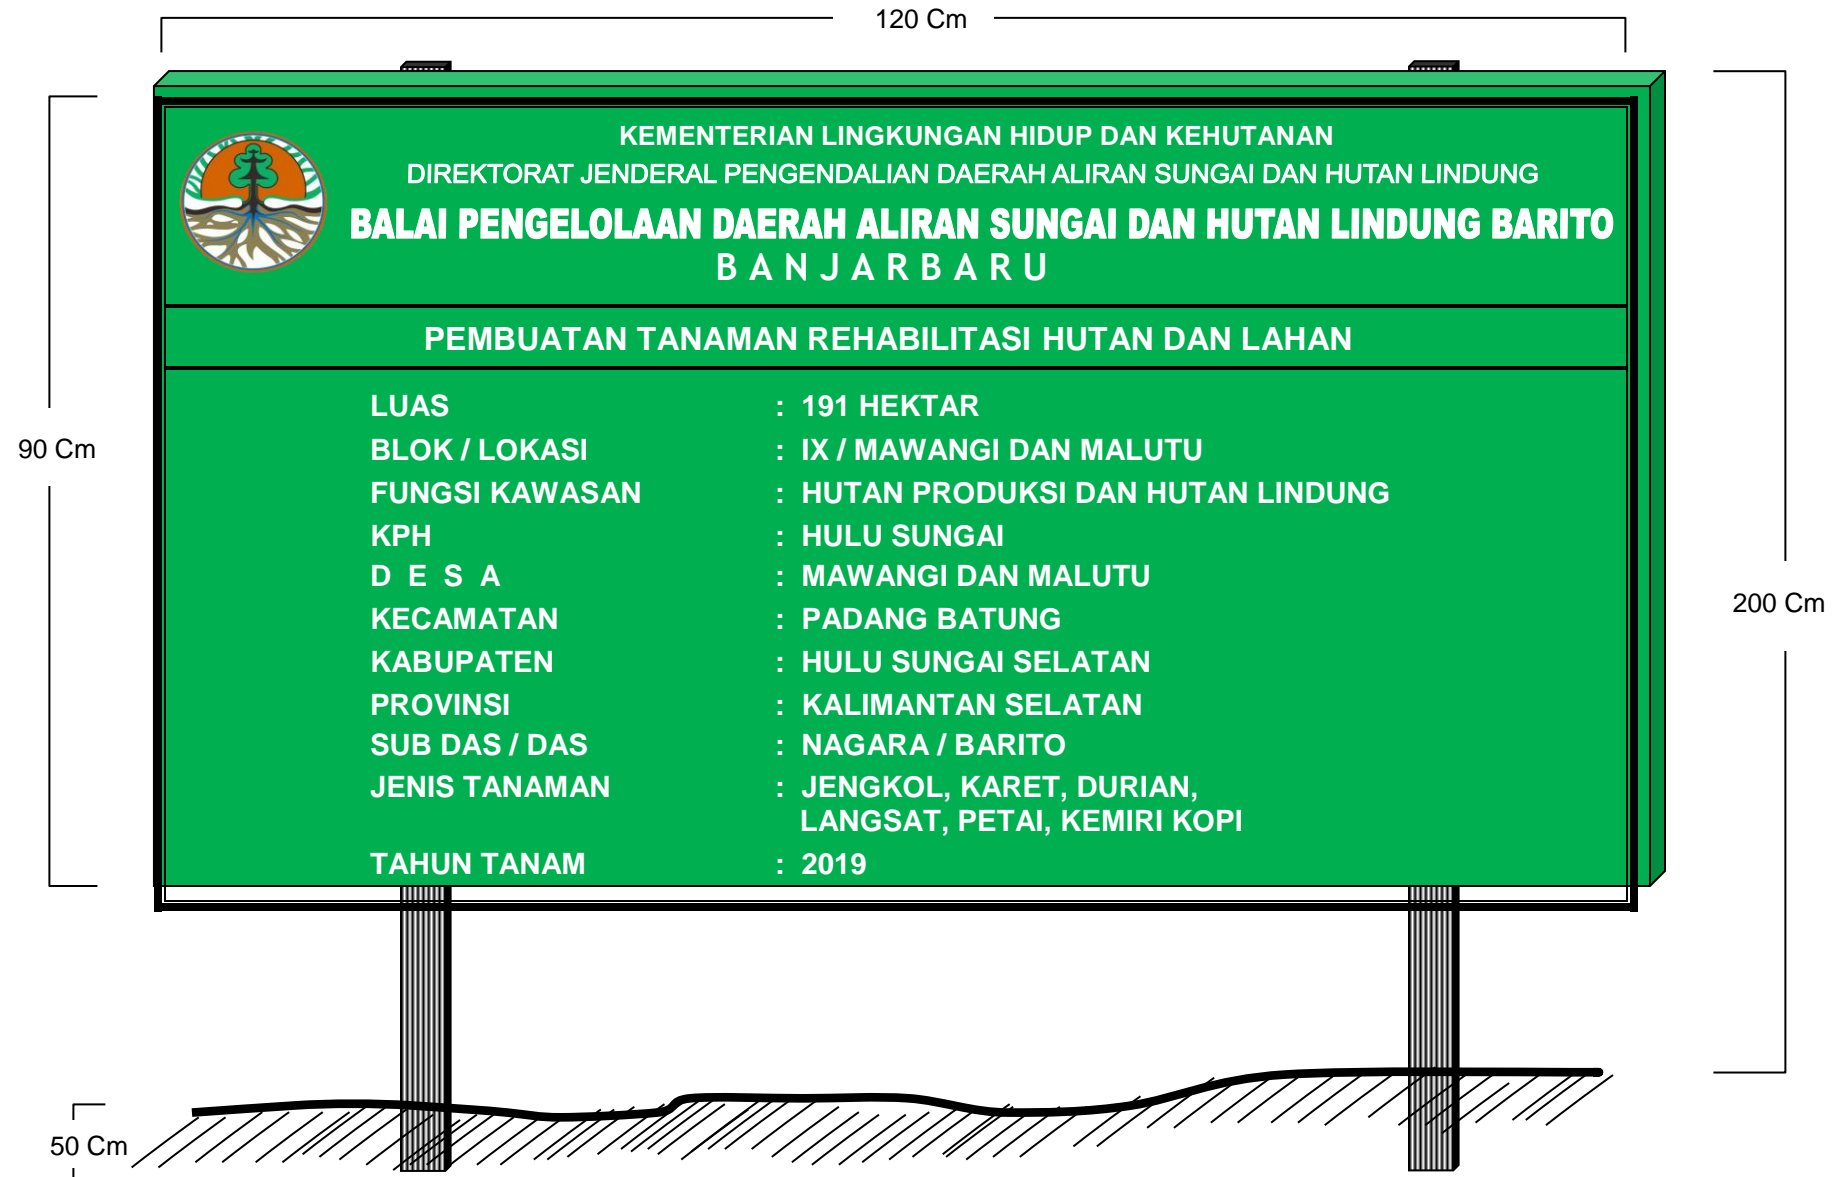 120 Cm
KEMENTERIAN LINGKUNGAN HIDUP DAN KEHUTANAN
DIREKTORAT JENDERAL PENGENDALIAN DAERAH ALIRAN SUNGAI DAN HUTAN LINDUNG
BALAI PENGELOLAAN DAERAH ALIRAN SUNGAI DAN HUTAN LINDUNG BARITO
BANJARBARU
PEMBUATAN TANAMAN REHABILITASI HUTAN DAN LAHAN
LUAS : 191 HEKTAR
BLOK / LOKASI : IX / MAWANGI DAN MALUTU
FUNGSI KAWASAN : HUTAN PRODUKSI DAN HUTAN LINDUNG
KPH : HULU SUNGAI
D E S A : MAWANGI DAN MALUTU
KECAMATAN : PADANG BATUNG
KABUPATEN : HULU SUNGAI SELATAN
PROVINSI : KALIMANTAN SELATAN
SUB DAS / DAS : NAGARA / BARITO
JENIS TANAMAN : JENGKOL, KARET, DURIAN,
LANGSAT, PETAI, KEMIRI KOPI
TAHUN TANAM : 2019
90 Cm
200 Cm
50 Cm